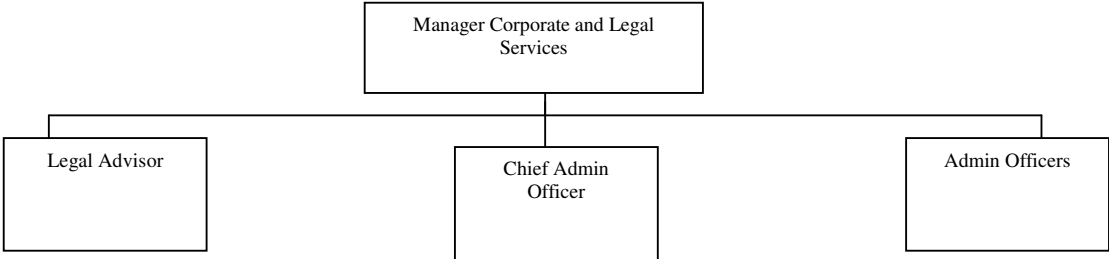 Manager Corporate and Legal
Services
Legal Advisor
Chief Admin
Officer
Admin Officers